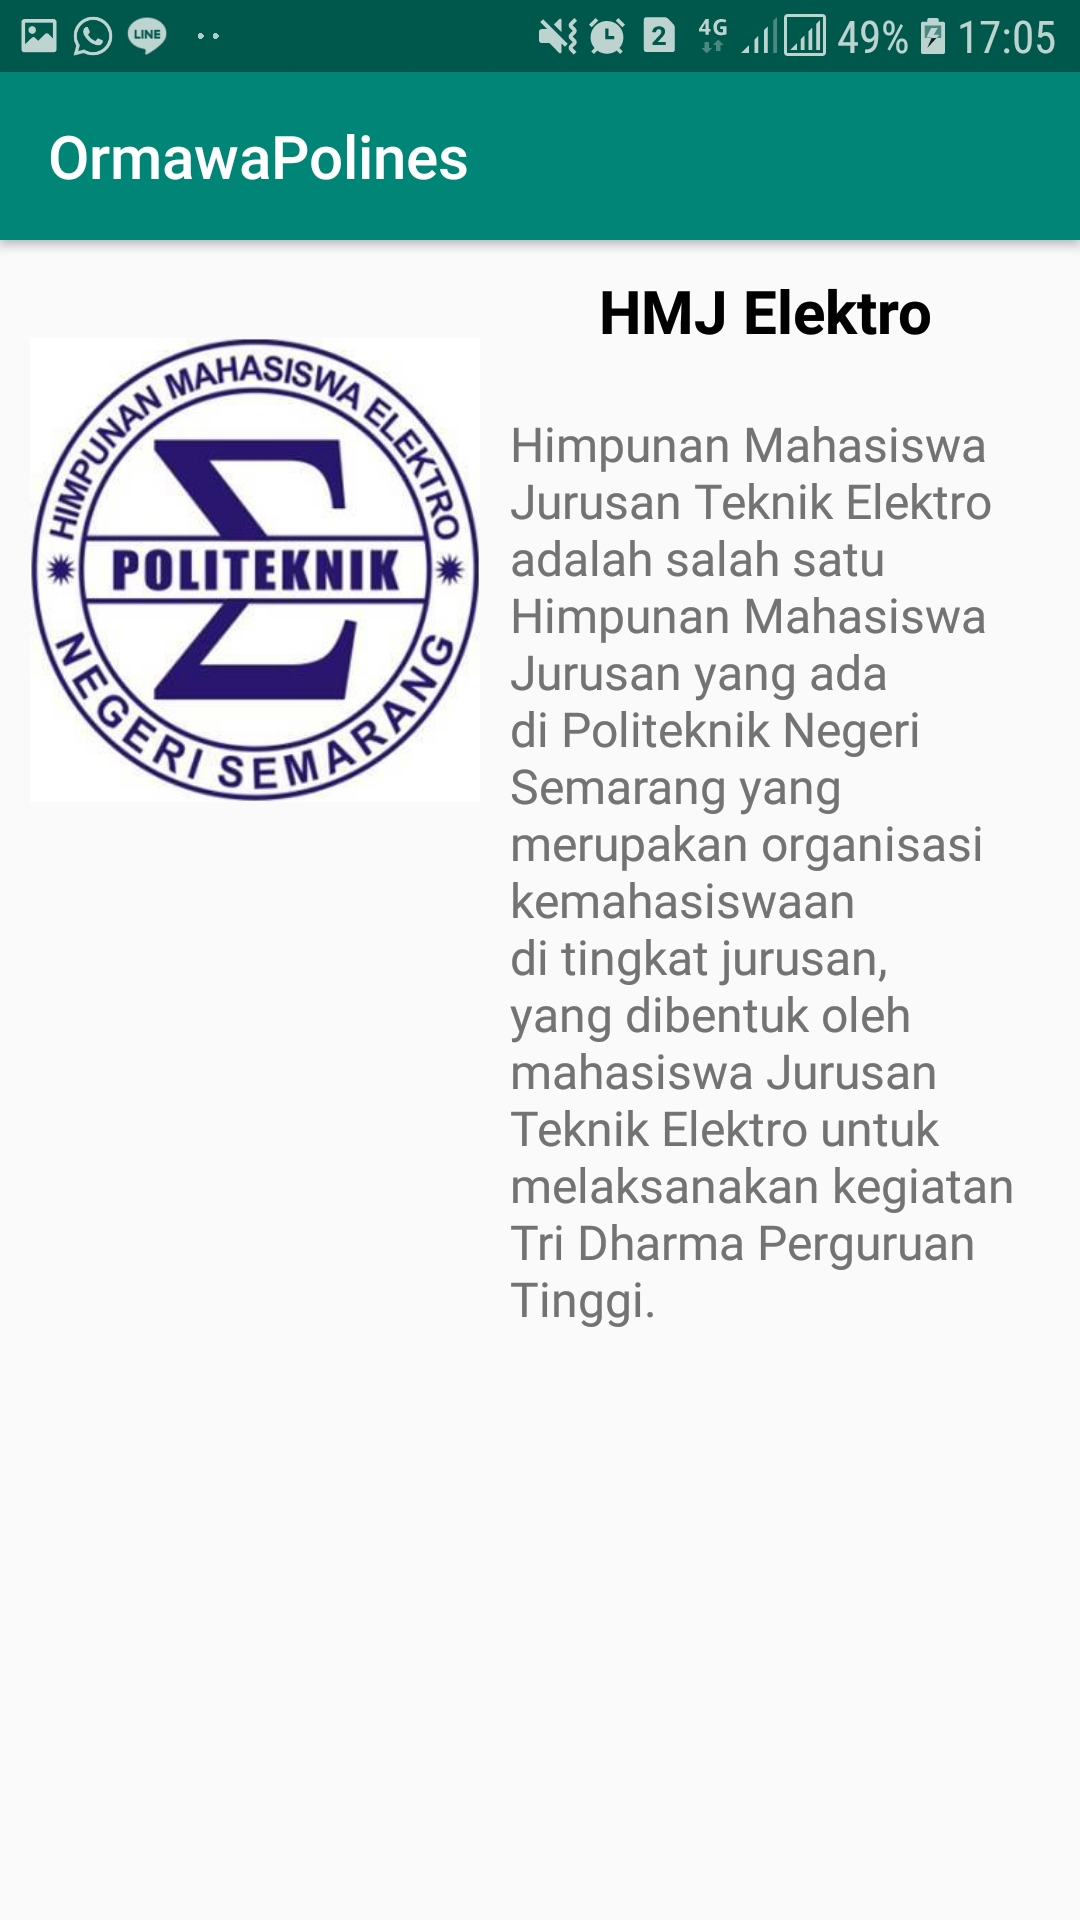 LINE
2
4G
49%
17:05
OrmawaPolines
HMJ Elektro
HIMPUNAN MAHASISWA ELEKTRO
POLITEKNIK
NEGERI SEMARANG
Himpunan Mahasiswa
Jurusan Teknik Elektro
adalah salah satu
Himpunan Mahasiswa
Jurusan yang ada
di Politeknik Negeri
Semarang yang
merupakan organisasi
kemahasiswaan
di tingkat jurusan,
yang dibentuk oleh
mahasiswa Jurusan
Teknik Elektro untuk
melaksanakan kegiatan
Tri Dharma Perguruan
Tinggi.